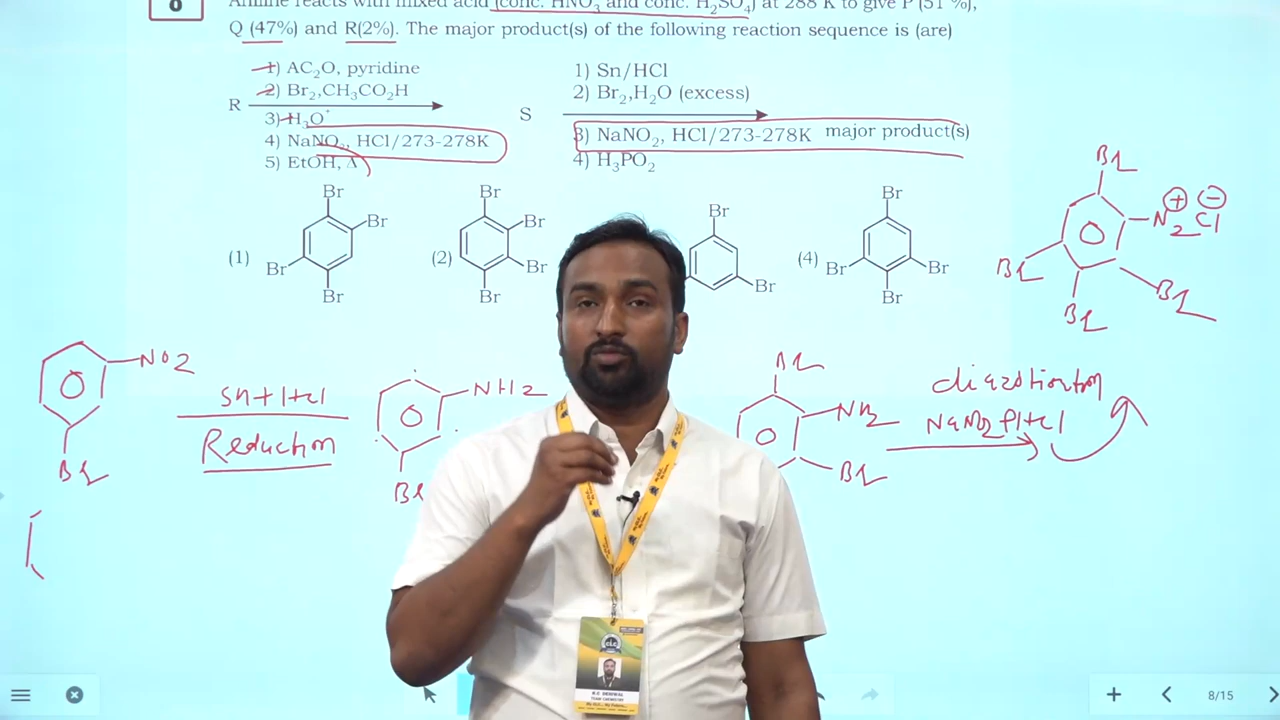 8
Aniline reacts with mixed acid (conc. HNO₃ and conc. H₂SO₄) at 288 K to give P (51 %),
Q (47%) and R(2%). The major product(s) of the following reaction sequence is (are)
R
1) AC₂O, pyridine
2) Br₂,CH₃CO₂H
3) H₃O⁺
4) NaNO₂, HCl/273-278K
5) EtOH, Δ
S
1) Sn/HCl
2) Br₂,H₂O (excess)
3) NaNO₂, HCl/273-278K
4) H₃PO₂
major product(s)
(1)
Br
Br
Br
Br
(2)
Br
Br
Br
Br
Br
Br
(4)
Br
Br
Br
Br
Br
N₂ ⊕ Cl ⊖
Br
Br
Br
NO2
Br
Sn+HCl
Reduction
NH2
Br
Br
NH2
Br
NaNO2+HCl
8/15